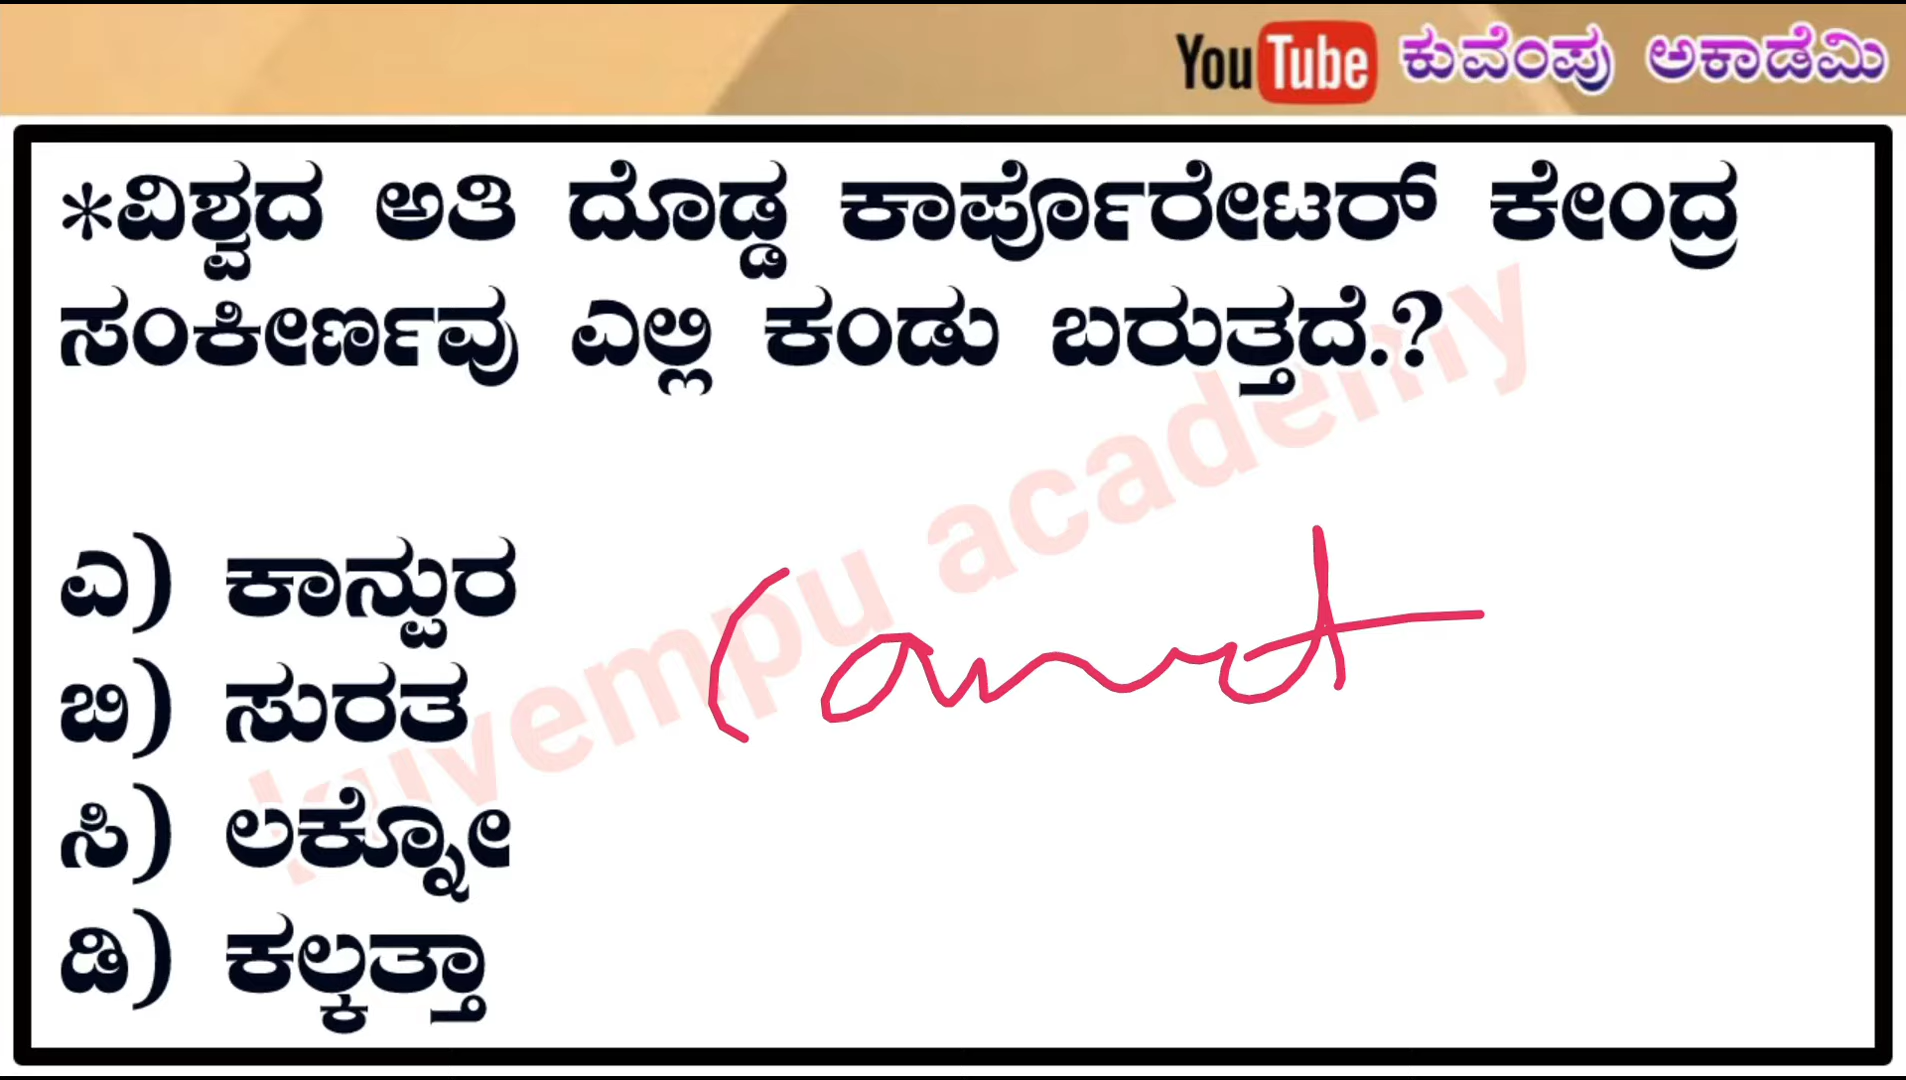 YouTube ಕುವೆಂಪು ಅಕಾಡೆಮಿ
*ವಿಶ್ವದ ಅತಿ ದೊಡ್ಡ ಕಾರ್ಪೊರೇಟರ್ ಕೇಂದ್ರ
ಸಂಕೀರ್ಣವು ಎಲ್ಲಿ ಕಂಡು ಬರುತ್ತದೆ.?
kuvempu academy
ಎ) ಕಾನ್ಪುರ
ಬಿ) ಸುರತ
ಸಿ) ಲಕ್ನೋ
ಡಿ) ಕಲ್ಕತ್ತಾ